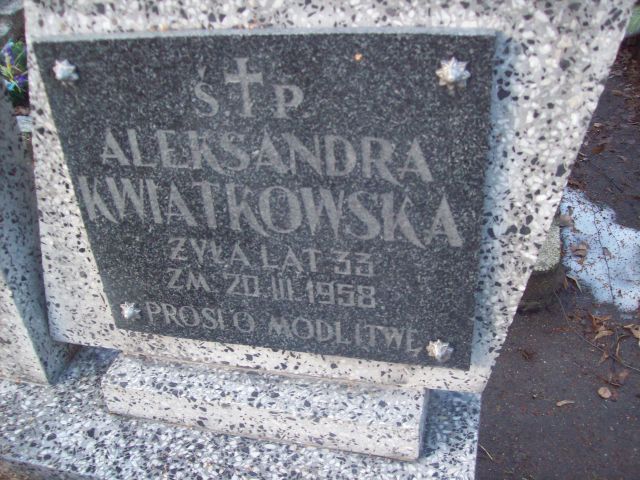 Ś. P.
ALEKSANDRA
KWIATKOWSKA
ŻYŁA LAT 33
ZM. 20.III.1958
PROSI O MODLITWĘ